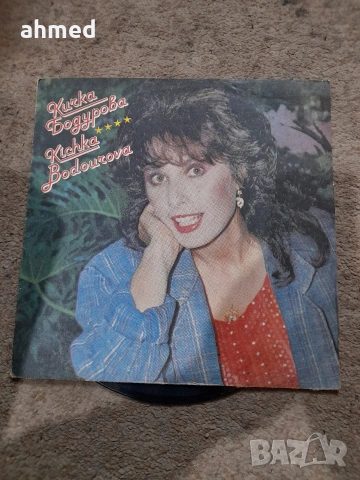 ahmed
Кичка
Бодурова
Kichka
Bodourova
BAZAR